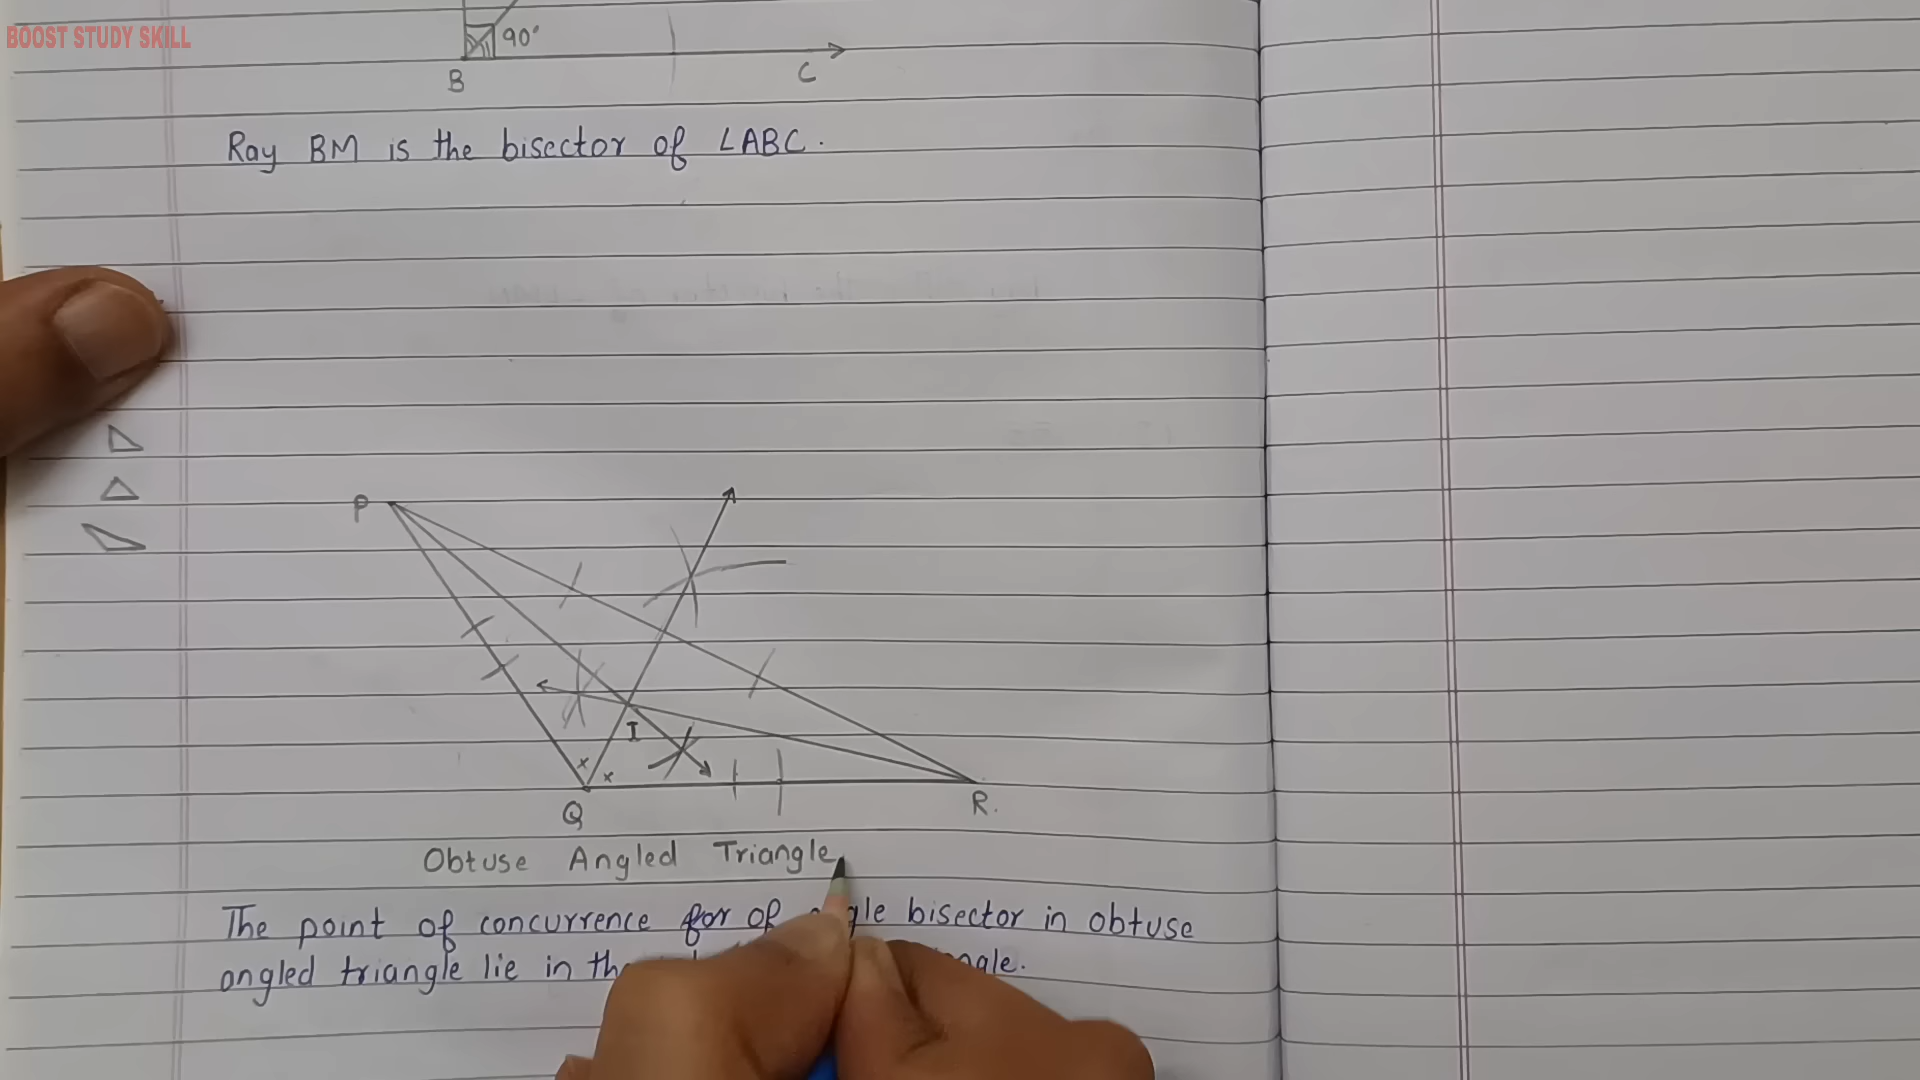 BOOST STUDY SKILL
90°
B
C
Ray BM is the bisector of ∠ABC.
P
I
× ×
Q
R.
Obtuse Angled Triangle
The point of concurrence for of bisector in obtuse
angled triangle lie in